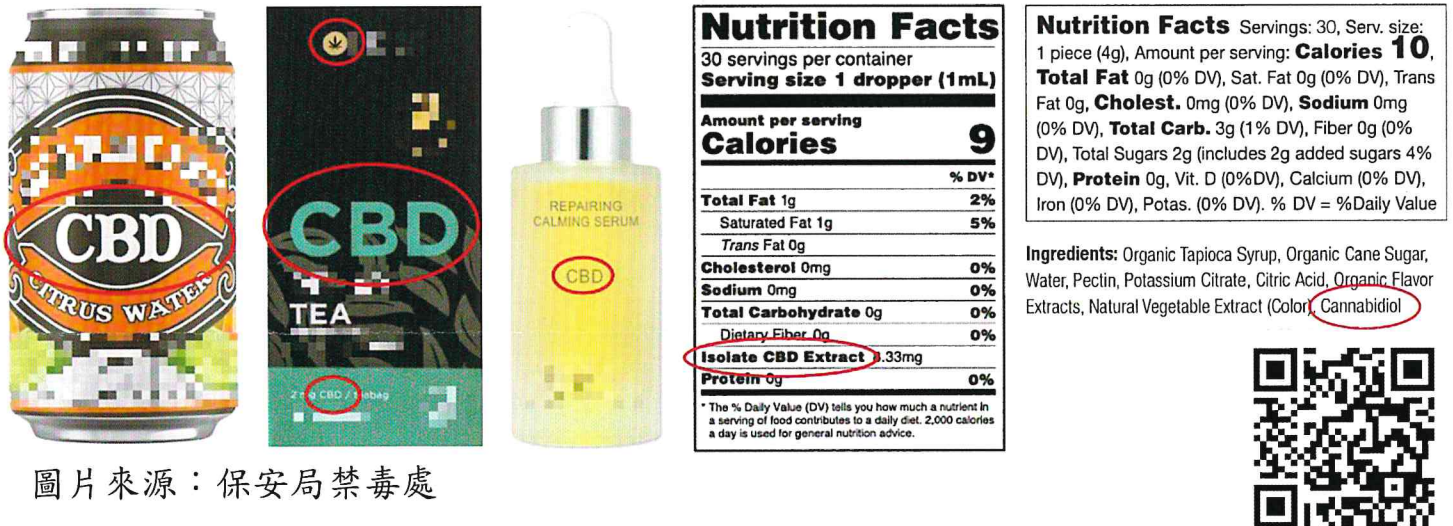 CBD
CITRUS WATER
CBD
TEA
2 mg CBD / teabag
REPAIRING
CALMING SERUM
CBD
Nutrition Facts
30 servings per container
Serving size 1 dropper (1mL)
Amount per serving
Calories 9
% DV*
Total Fat 1g 2%
Saturated Fat 1g 5%
Trans Fat 0g
Cholesterol 0mg 0%
Sodium 0mg 0%
Total Carbohydrate 0g 0%
Dietary Fiber 0g 0%
Isolate CBD Extract .33mg
Protein 0g 0%
* The % Daily Value (DV) tells you how much a nutrient in
a serving of food contributes to a daily diet. 2,000 calories
a day is used for general nutrition advice.
Nutrition Facts Servings: 30, Serv. size:
1 piece (4g), Amount per serving: Calories 10,
Total Fat 0g (0% DV), Sat. Fat 0g (0% DV), Trans
Fat 0g, Cholest. 0mg (0% DV), Sodium 0mg
(0% DV), Total Carb. 3g (1% DV), Fiber 0g (0%
DV), Total Sugars 2g (includes 2g added sugars 4%
DV), Protein 0g, Vit. D (0%DV), Calcium (0% DV),
Iron (0% DV), Potas. (0% DV). % DV = %Daily Value
Ingredients: Organic Tapioca Syrup, Organic Cane Sugar,
Water, Pectin, Potassium Citrate, Citric Acid, Organic Flavor
Extracts, Natural Vegetable Extract (Color), Cannabidiol
圖片來源：保安局禁毒處